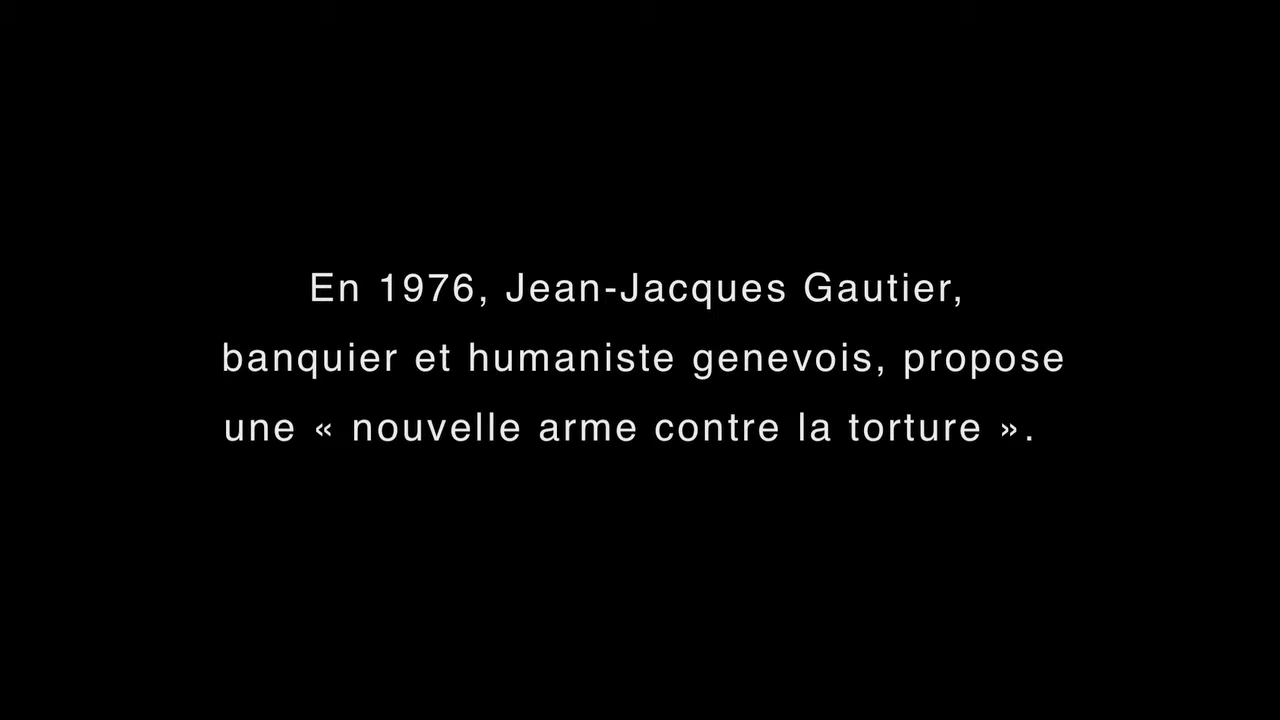 En 1976, Jean-Jacques Gautier,
banquier et humaniste genevois, propose
une « nouvelle arme contre la torture ».